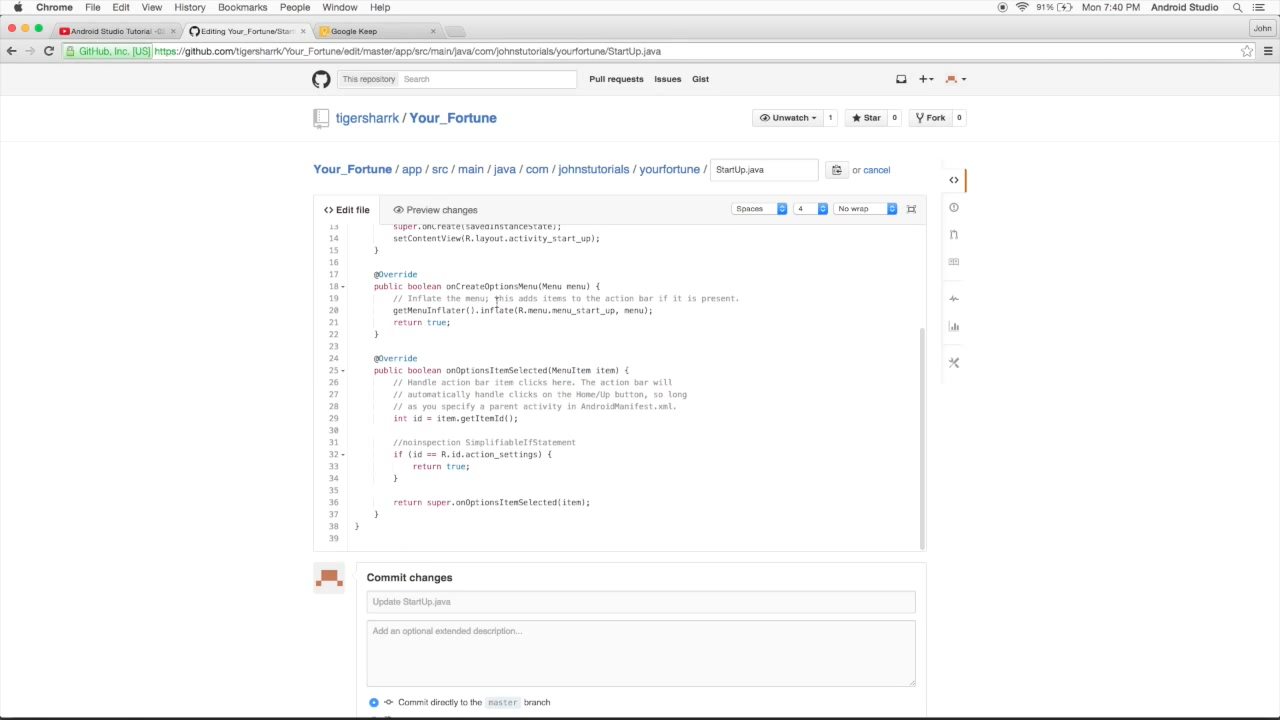 Chrome File Edit View History Bookmarks People Window Help 91% Mon 7:40 PM Android Studio
Android Studio Tutorial -02 Editing Your_Fortune/Start Google Keep John
GitHub, Inc. [US] https://github.com/tigersharrk/Your_Fortune/edit/master/app/src/main/java/com/johnstutorials/yourfortune/StartUp.java
This repository Search Pull requests Issues Gist
tigersharrk / Your_Fortune Unwatch 1 Star 0 Fork 0
Your_Fortune / app / src / main / java / com / johnstutorials / yourfortune / StartUp.java or cancel
<> Edit file Preview changes Spaces 4 No wrap
13 super.onCreate(savedInstanceState);
14 setContentView(R.layout.activity_start_up);
15 }
16
17 @Override
18 public boolean onCreateOptionsMenu(Menu menu) {
19 // Inflate the menu; this adds items to the action bar if it is present.
20 getMenuInflater().inflate(R.menu.menu_start_up, menu);
21 return true;
22 }
23
24 @Override
25 public boolean onOptionsItemSelected(MenuItem item) {
26 // Handle action bar item clicks here. The action bar will
27 // automatically handle clicks on the Home/Up button, so long
28 // as you specify a parent activity in AndroidManifest.xml.
29 int id = item.getItemId();
30
31 //noinspection SimplifiableIfStatement
32 if (id == R.id.action_settings) {
33 return true;
34 }
35
36 return super.onOptionsItemSelected(item);
37 }
38 }
39
Commit changes
Update StartUp.java
Add an optional extended description...
Commit directly to the master branch